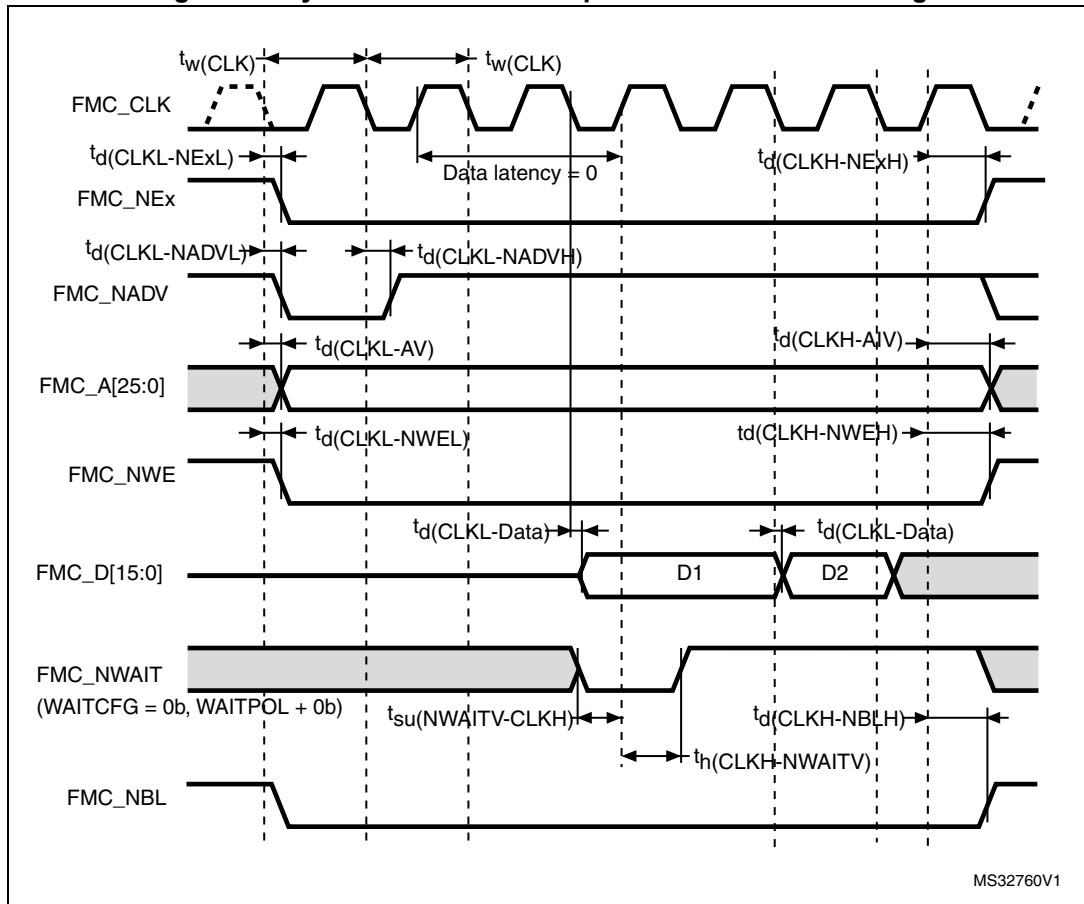 tw(CLK) tw(CLK)
FMC_CLK
td(CLKL-NExL) Data latency = 0 td(CLKH-NExH)
FMC_NEx
td(CLKL-NADVL) td(CLKL-NADVH)
FMC_NADV
td(CLKL-AV) td(CLKH-AIV)
FMC_A[25:0]
td(CLKL-NWEL) td(CLKH-NWEH)
FMC_NWE
td(CLKL-Data) td(CLKL-Data)
FMC_D[15:0] D1 D2
FMC_NWAIT
(WAITCFG = 0b, WAITPOL + 0b)
tsu(NWAITV-CLKH) td(CLKH-NBLH)
th(CLKH-NWAITV)
FMC_NBL
MS32760V1